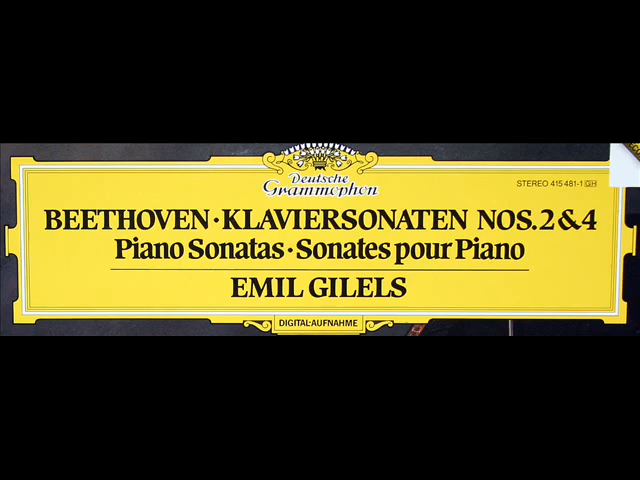 Deutsche
Grammophon
STEREO 415 481-1 GH
BEETHOVEN · KLAVIERSONATEN NOS. 2 & 4
Piano Sonatas · Sonates pour Piano
EMIL GILELS
DIGITAL-AUFNAHME